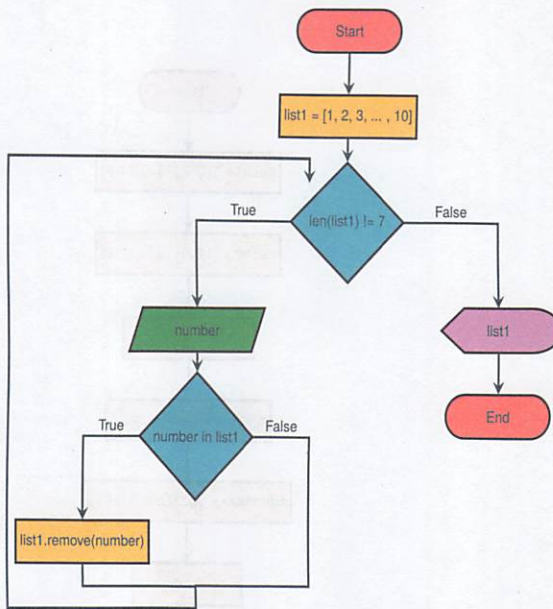 Start
list1 = [1, 2, 3, ... , 10]
len(list1) != 7
True
False
number
list1
number in list1
True
False
End
list1.remove(number)